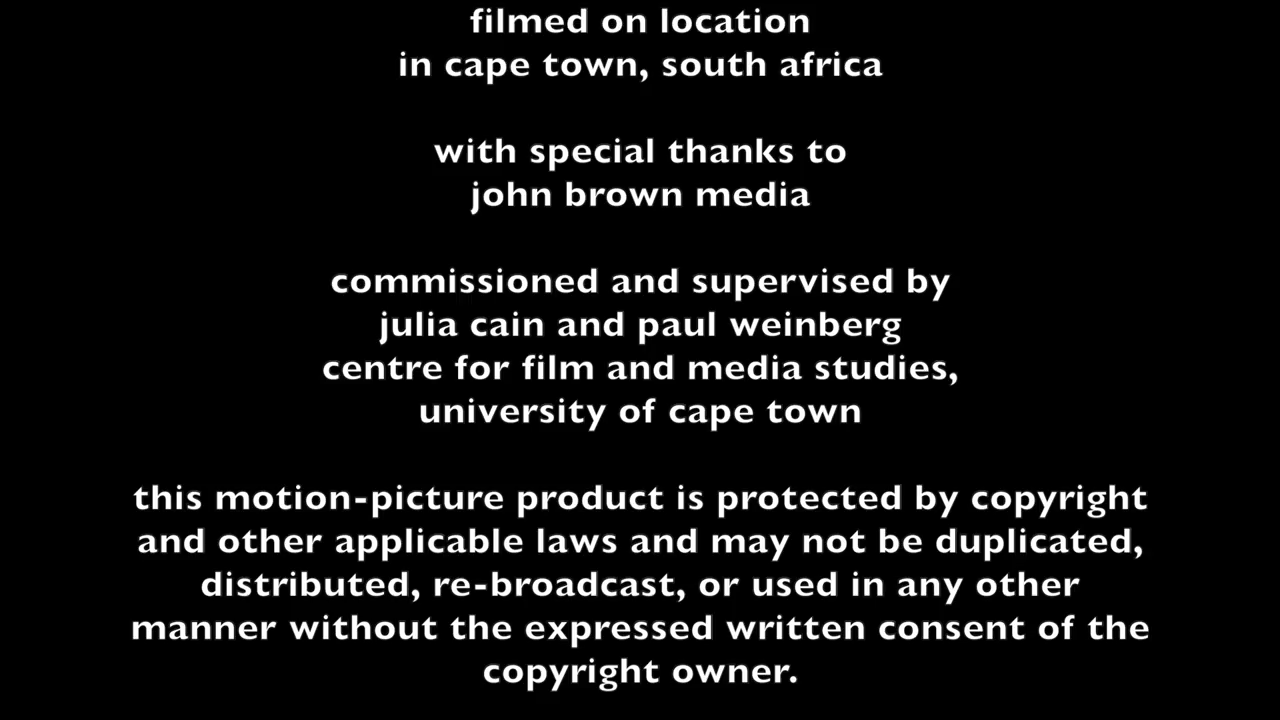 filmed on location
in cape town, south africa
with special thanks to
john brown media
commissioned and supervised by
julia cain and paul weinberg
centre for film and media studies,
university of cape town
this motion-picture product is protected by copyright
and other applicable laws and may not be duplicated,
distributed, re-broadcast, or used in any other
manner without the expressed written consent of the
copyright owner.